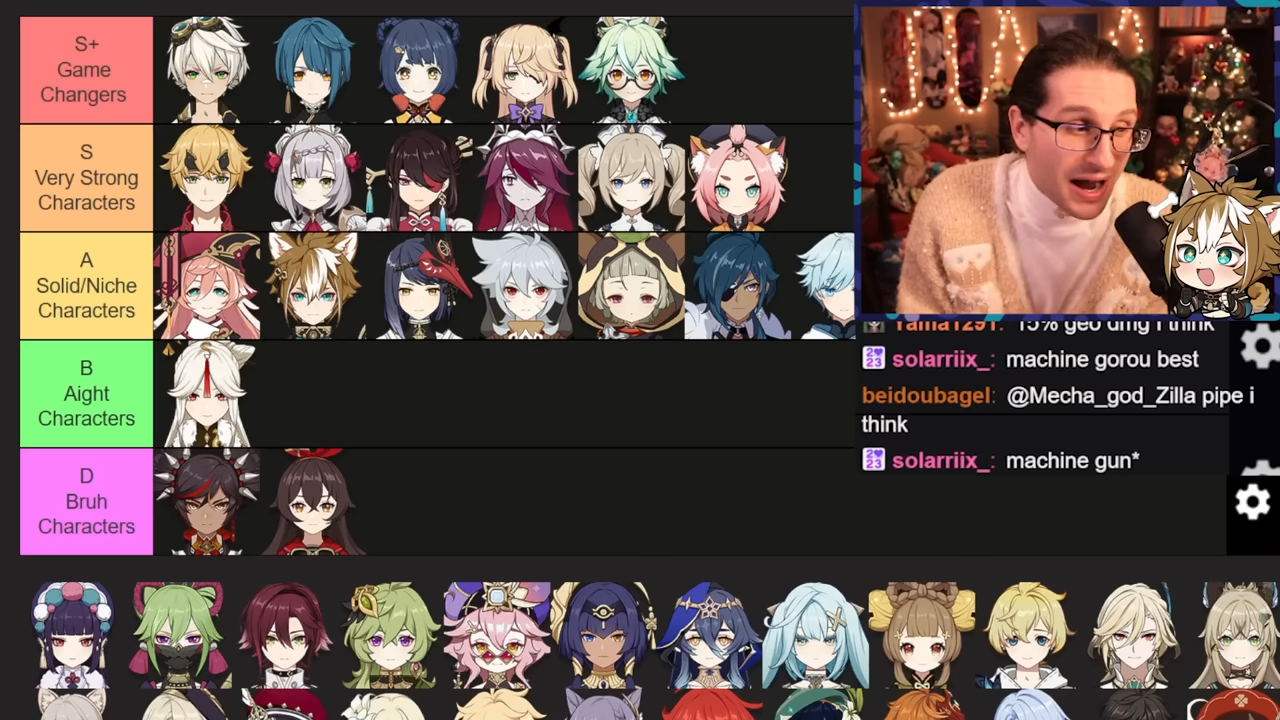 S+
Game
Changers
S
Very Strong
Characters
A
Solid/Niche
Characters
B
Aight
Characters
D
Bruh
Characters
Yama1291: 15% geo dmg I think
solarriix_: machine gorou best
beidoubagel: @Mecha_god_Zilla pipe i
think
solarriix_: machine gun*